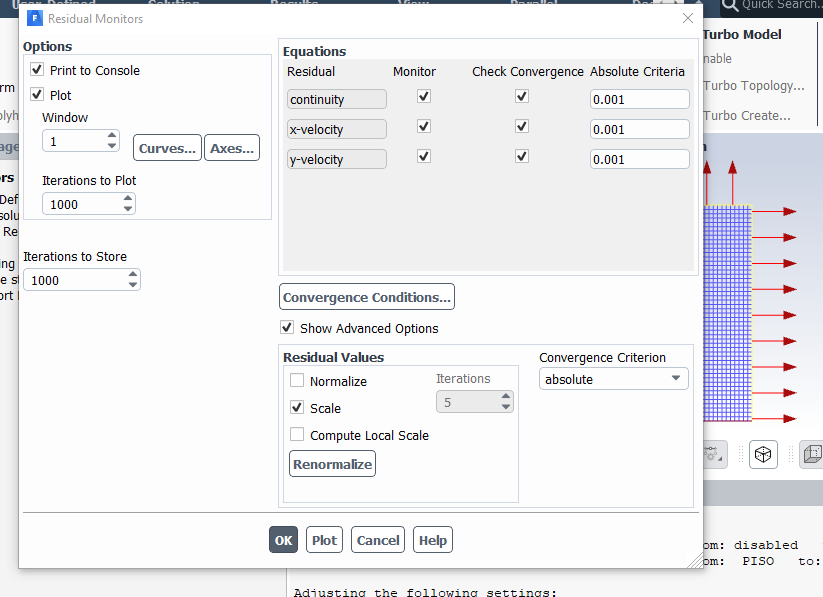 Quick Search...
Residual Monitors
Options
Print to Console
Plot
Window
1
Curves...
Axes...
Iterations to Plot
1000
Iterations to Store
1000
Equations
Residual Monitor Check Convergence Absolute Criteria
continuity 0.001
x-velocity 0.001
y-velocity 0.001
Convergence Conditions...
Show Advanced Options
Residual Values
Normalize
Iterations
5
Scale
Compute Local Scale
Renormalize
Convergence Criterion
absolute
OK Plot Cancel Help
Turbo Model
nable
Turbo Topology...
Turbo Create...
om: disabled
om: PISO to:
Adjusting the following settings: